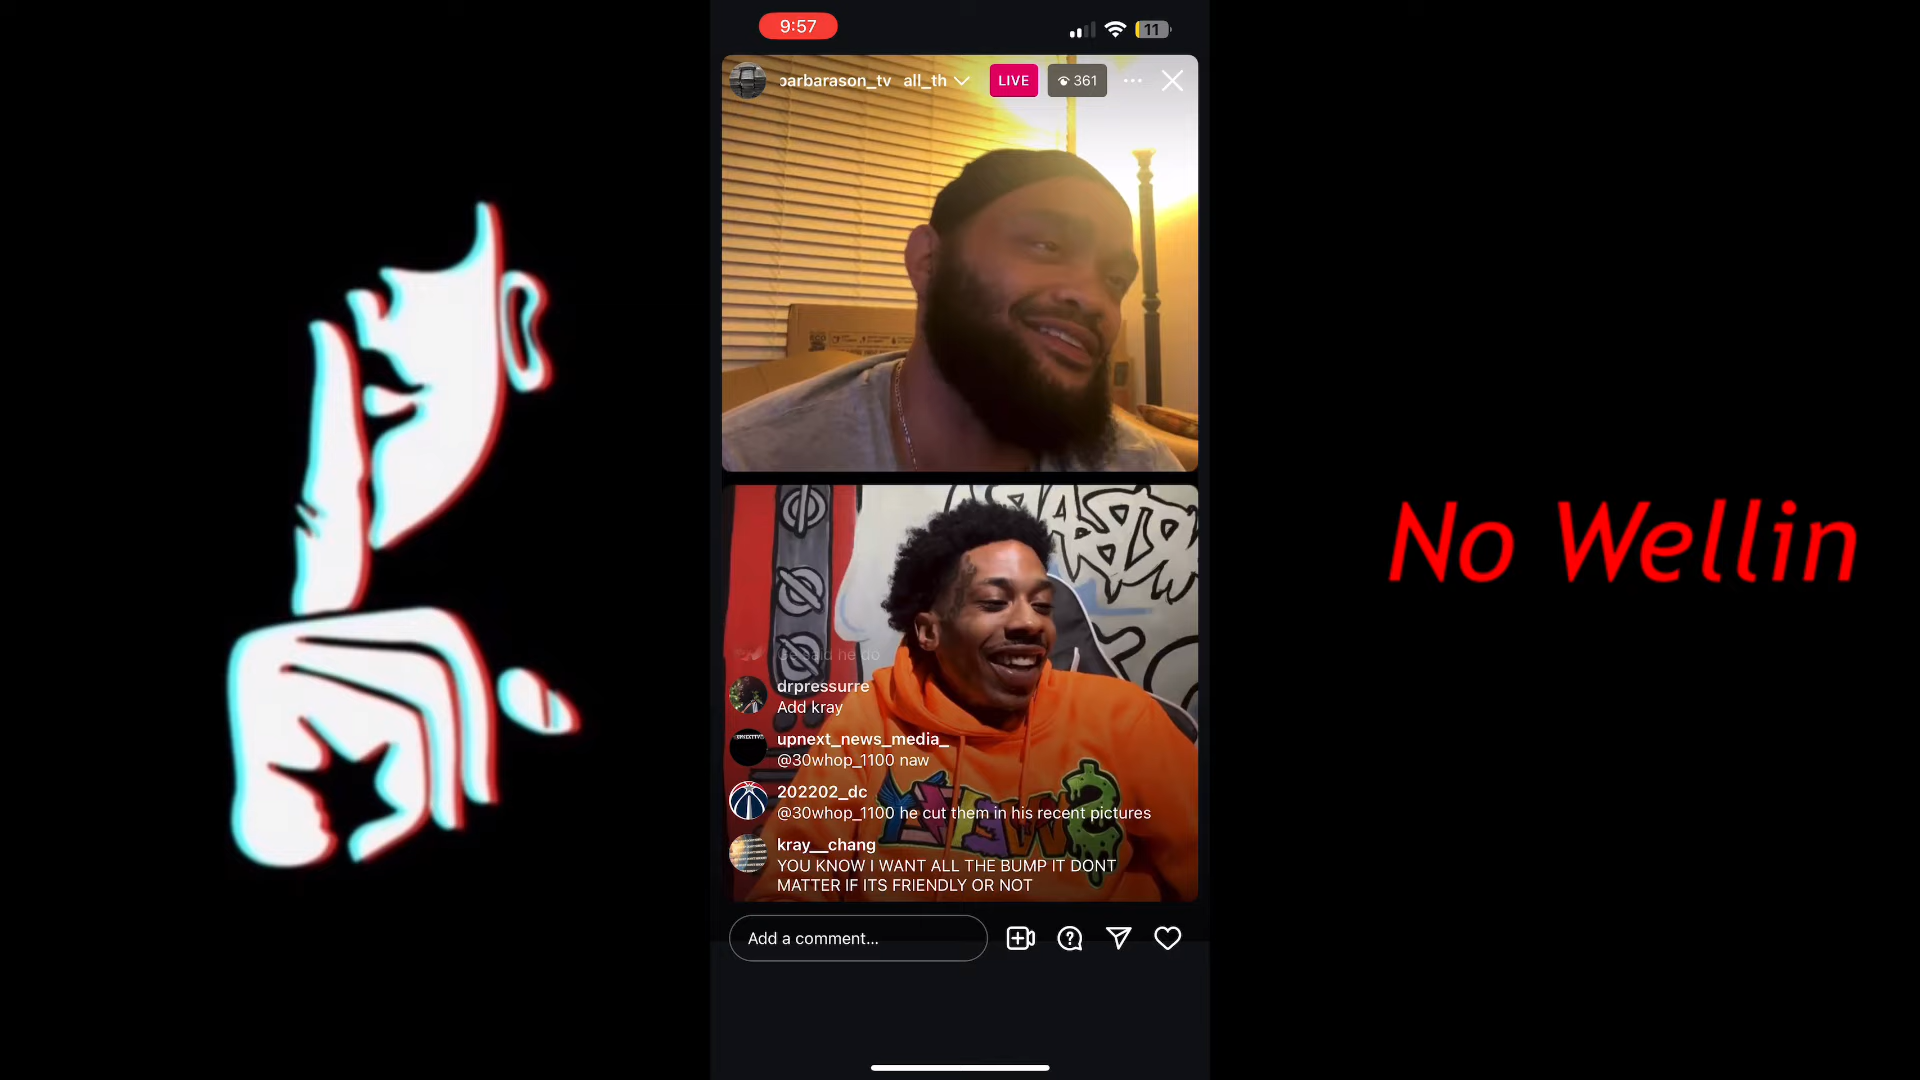 9:57
11
barbarason_tv all_th
LIVE
361
drpressurre
Add kray
upnext_news_media_
@30whop_1100 naw
202202_dc
@30whop_1100 he cut them in his recent pictures
kray__chang
YOU KNOW I WANT ALL THE BUMP IT DONT
MATTER IF ITS FRIENDLY OR NOT
Add a comment...
No Wellin